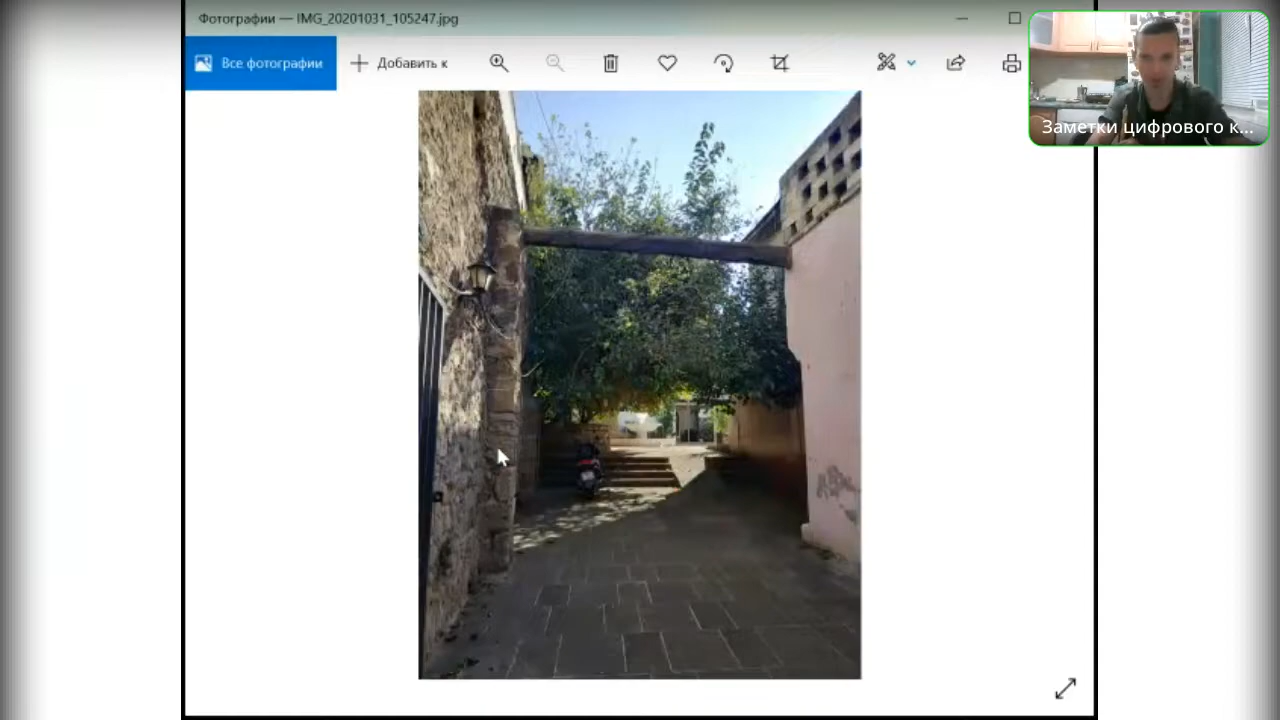 Фотографии — IMG_20201031_105247.jpg
Все фотографии
Добавить к
Заметки цифрового к...